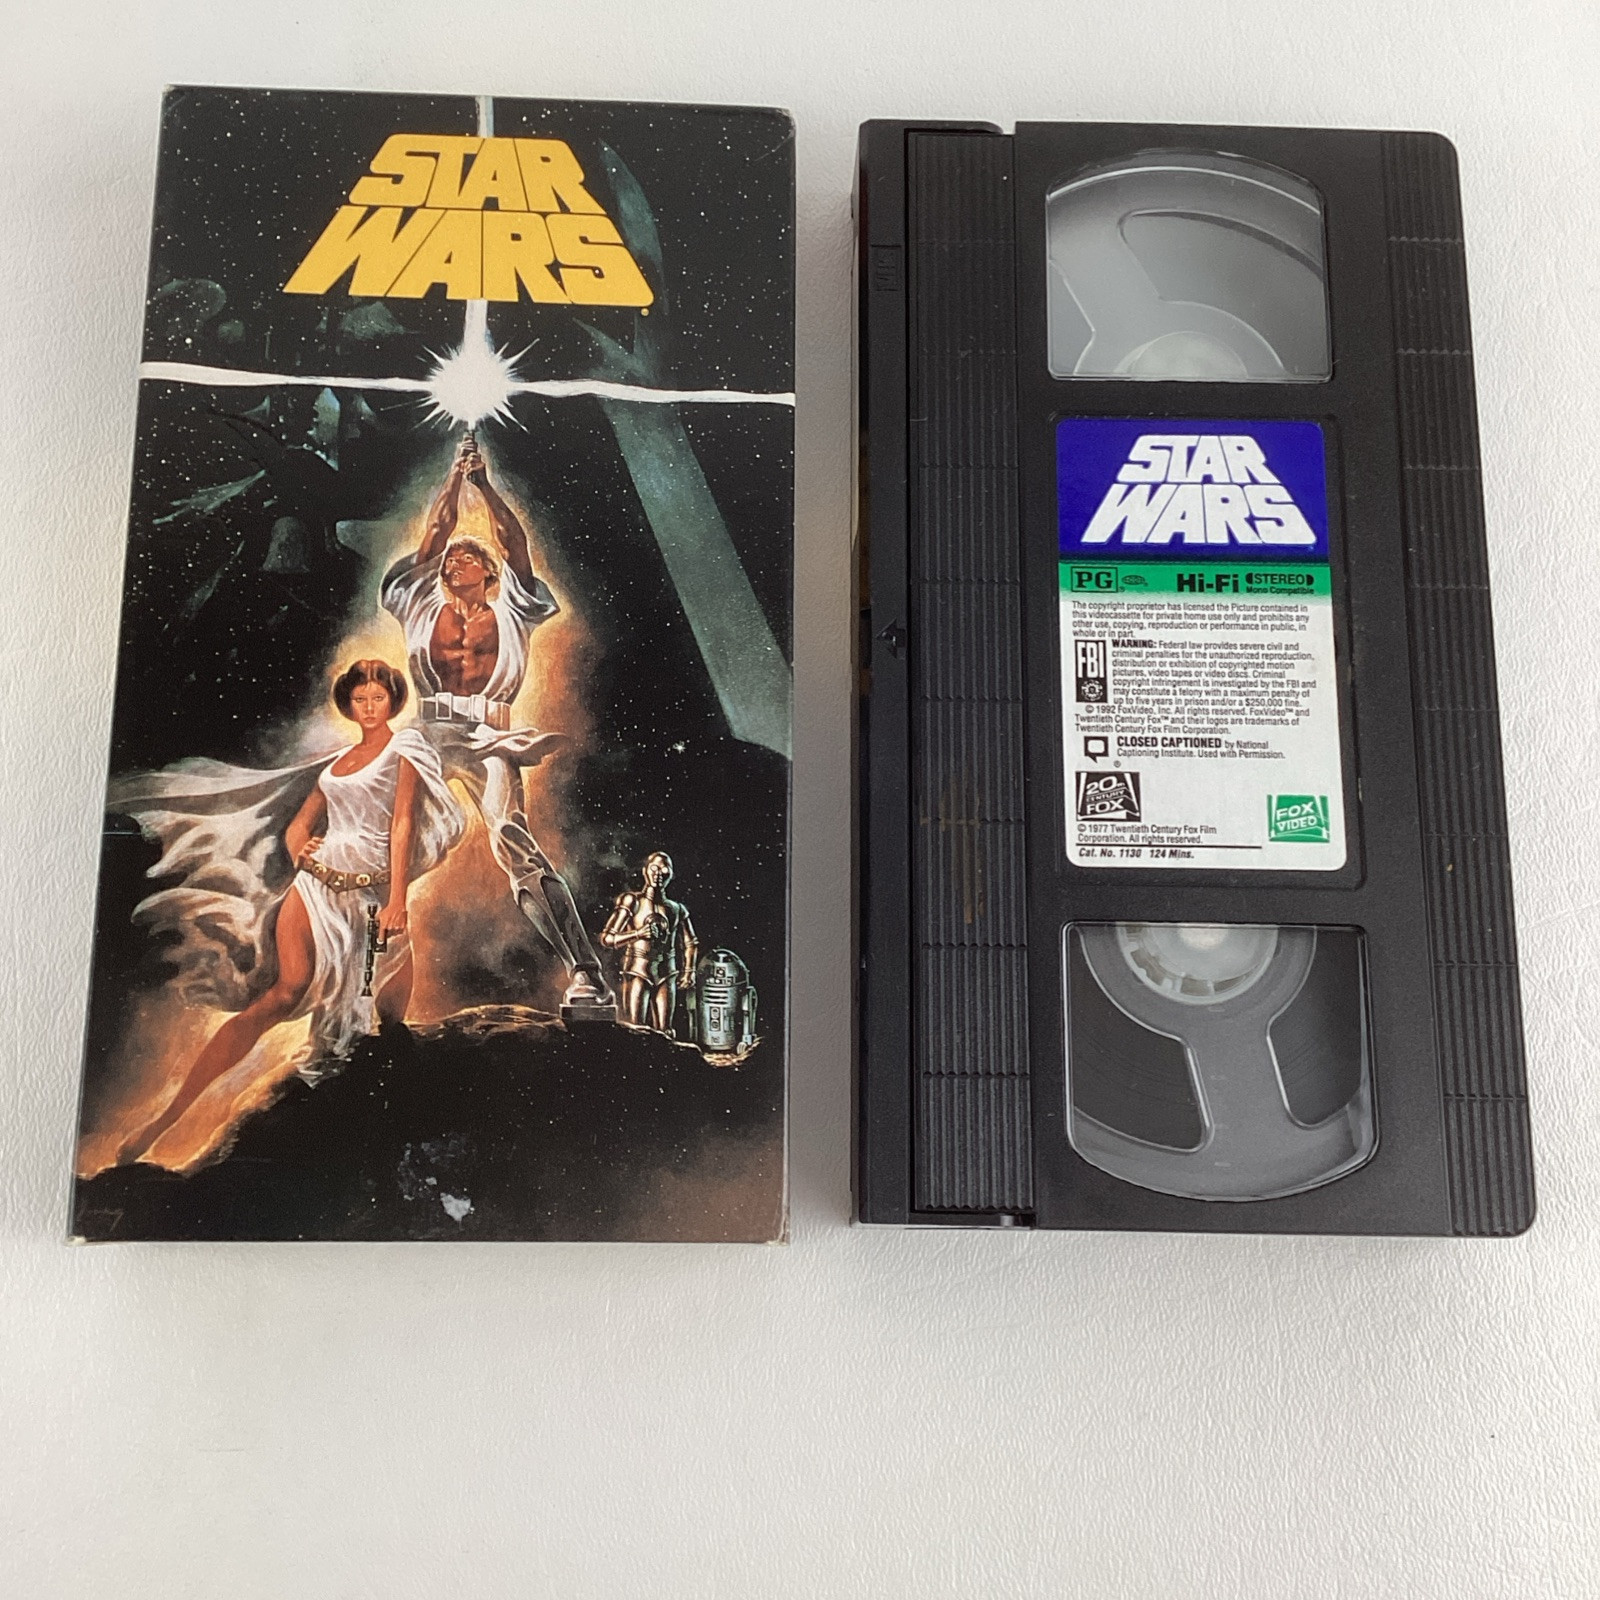 STAR
WARS
VHS
STAR
WARS
PG Hi-Fi STEREO
Mono Compatible
The copyright proprietor has licensed the Picture contained in
this videocassette for private home use only and prohibits any
other use, copying, reproduction or performance in public, in
whole or in part.
FBI
WARNING: Federal law provides severe civil and
criminal penalties for the unauthorized reproduction,
distribution or exhibition of copyrighted motion
pictures, video tapes or video discs. Criminal
copyright infringement is investigated by the FBI and
may constitute a felony with a maximum penalty of
up to five years in prison and/or a $250,000 fine.
© 1992 FoxVideo, Inc. All rights reserved. FoxVideo™ and
Twentieth Century Fox™ and their logos are trademarks of
Twentieth Century Fox Film Corporation.
CLOSED CAPTIONED by National
Captioning Institute. Used with Permission.
®
20th
CENTURY
FOX
FOX
VIDEO
© 1977 Twentieth Century Fox Film
Corporation. All rights reserved.
Cat. No. 1130 124 Mins.